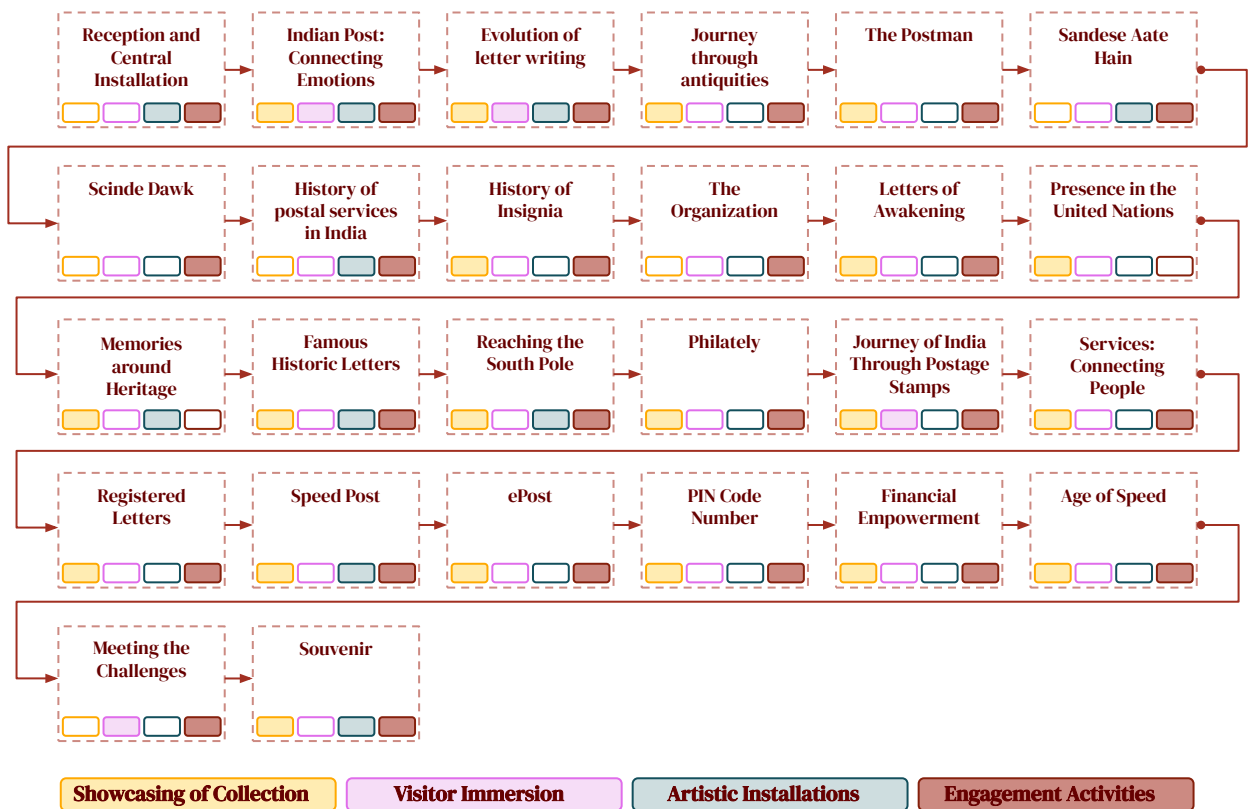 Reception and
Central
Installation
Indian Post:
Connecting
Emotions
Evolution of
letter writing
Journey
through
antiquities
The Postman
Sandese Aate
Hain
Scinde Dawk
History of
postal services
in India
History of
Insignia
The
Organization
Letters of
Awakening
Presence in the
United Nations
Memories
around
Heritage
Famous
Historic Letters
Reaching the
South Pole
Philately
Journey of India
Through Postage
Stamps
Services:
Connecting
People
Registered
Letters
Speed Post
ePost
PIN Code
Number
Financial
Empowerment
Age of Speed
Meeting the
Challenges
Souvenir
Showcasing of Collection
Visitor Immersion
Artistic Installations
Engagement Activities